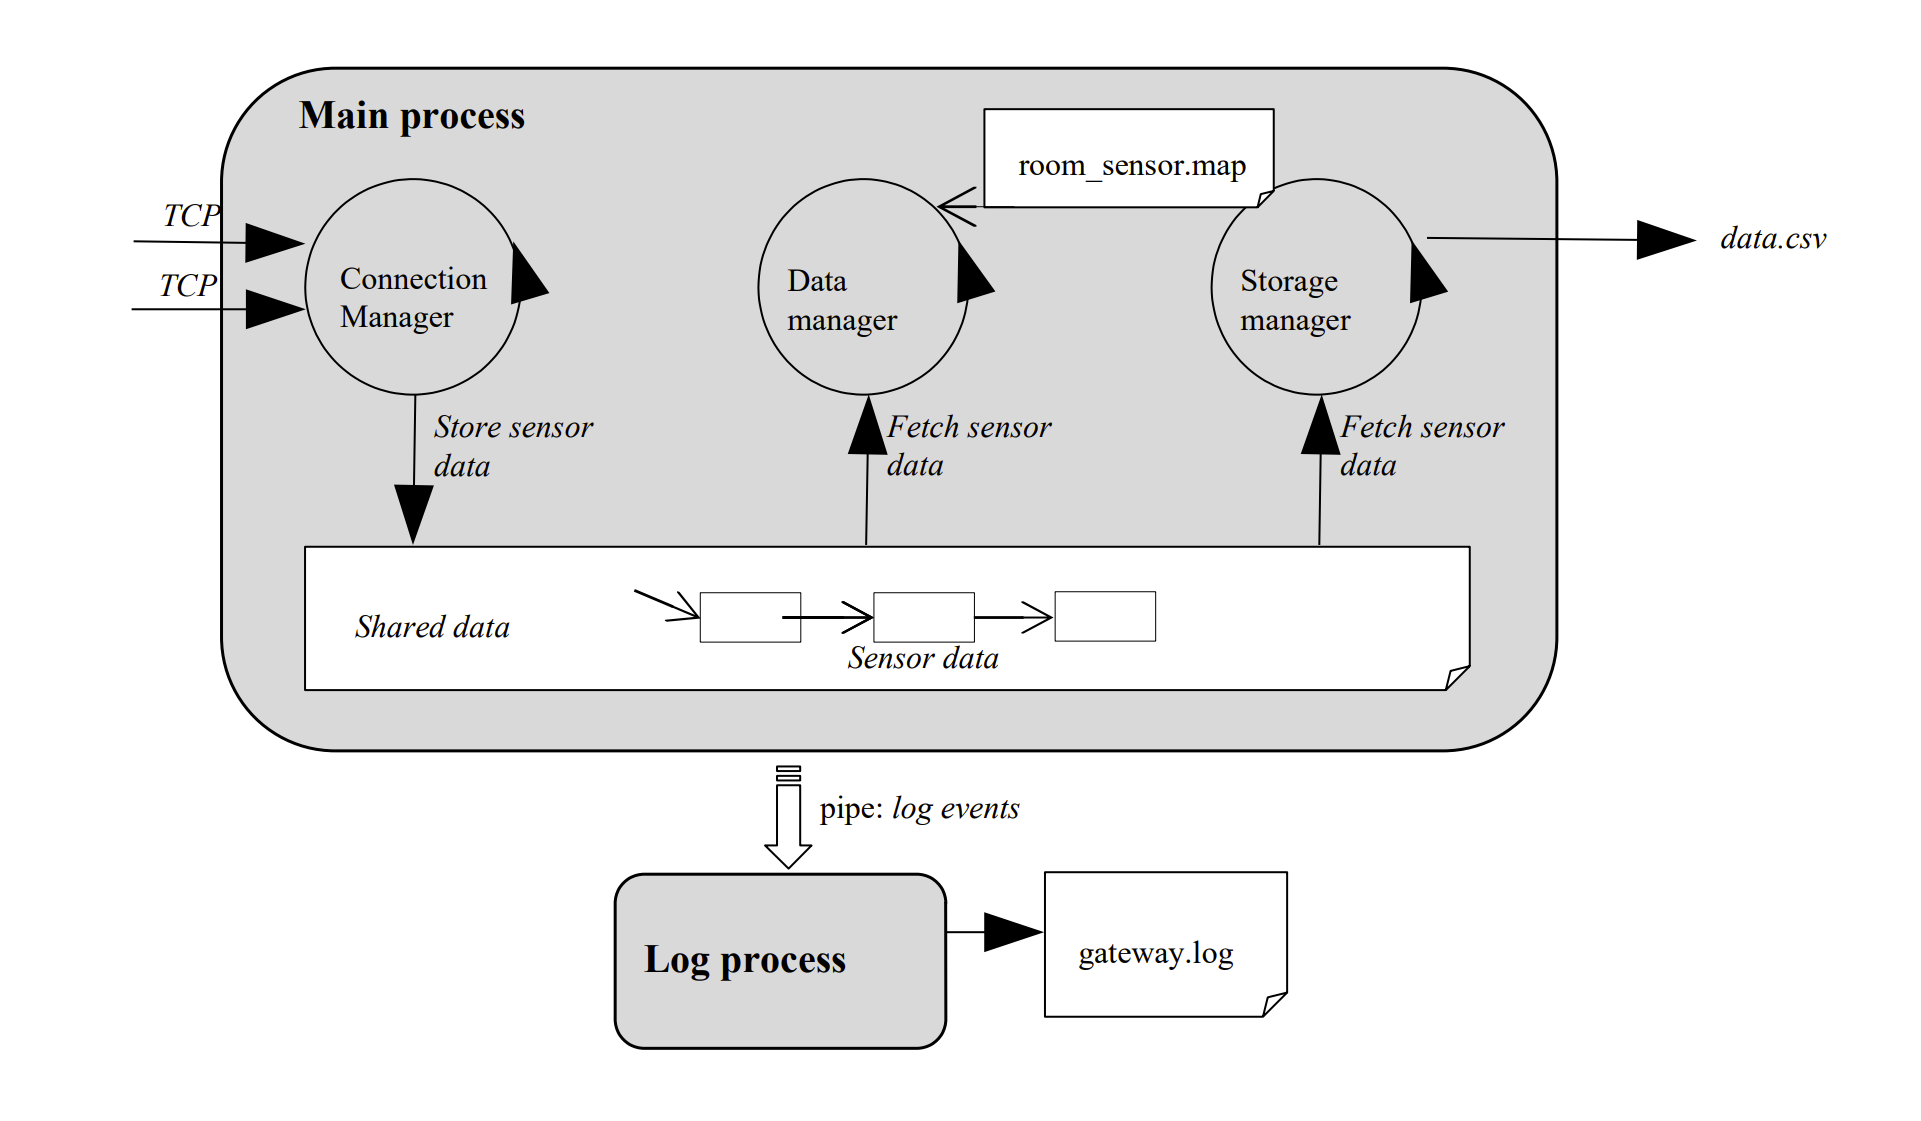 Main process
room_sensor.map
TCP
TCP
Connection
Manager
Data
manager
Storage
manager
data.csv
Store sensor
data
Fetch sensor
data
Fetch sensor
data
Shared data
Sensor data
pipe: log events
Log process
gateway.log